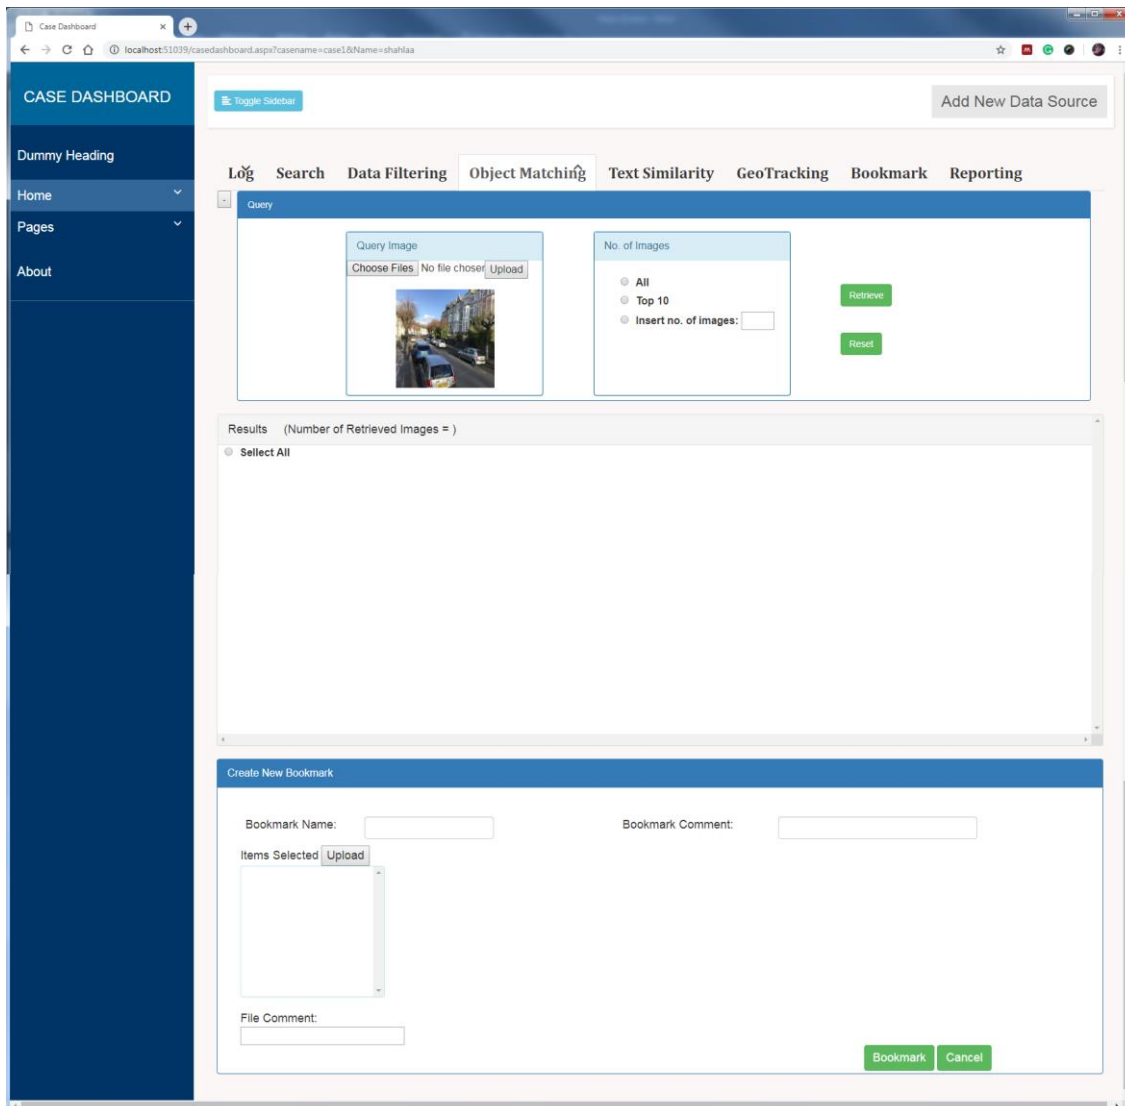 Case Dashboard
localhost:51039/casedashboard.aspx?casename=case1&Name=shahlaa
CASE DASHBOARD
Toggle Sidebar
Add New Data Source
Dummy Heading
Home
Pages
About
Log Search Data Filtering Object Matching Text Similarity GeoTracking Bookmark Reporting
-
Query
Query Image
Choose Files No file chosen Upload
No. of Images
All
Top 10
Insert no. of images:
Retrieve
Reset
Results (Number of Retrieved Images = )
Sellect All
Create New Bookmark
Bookmark Name:
Bookmark Comment:
Items Selected Upload
File Comment:
Bookmark Cancel